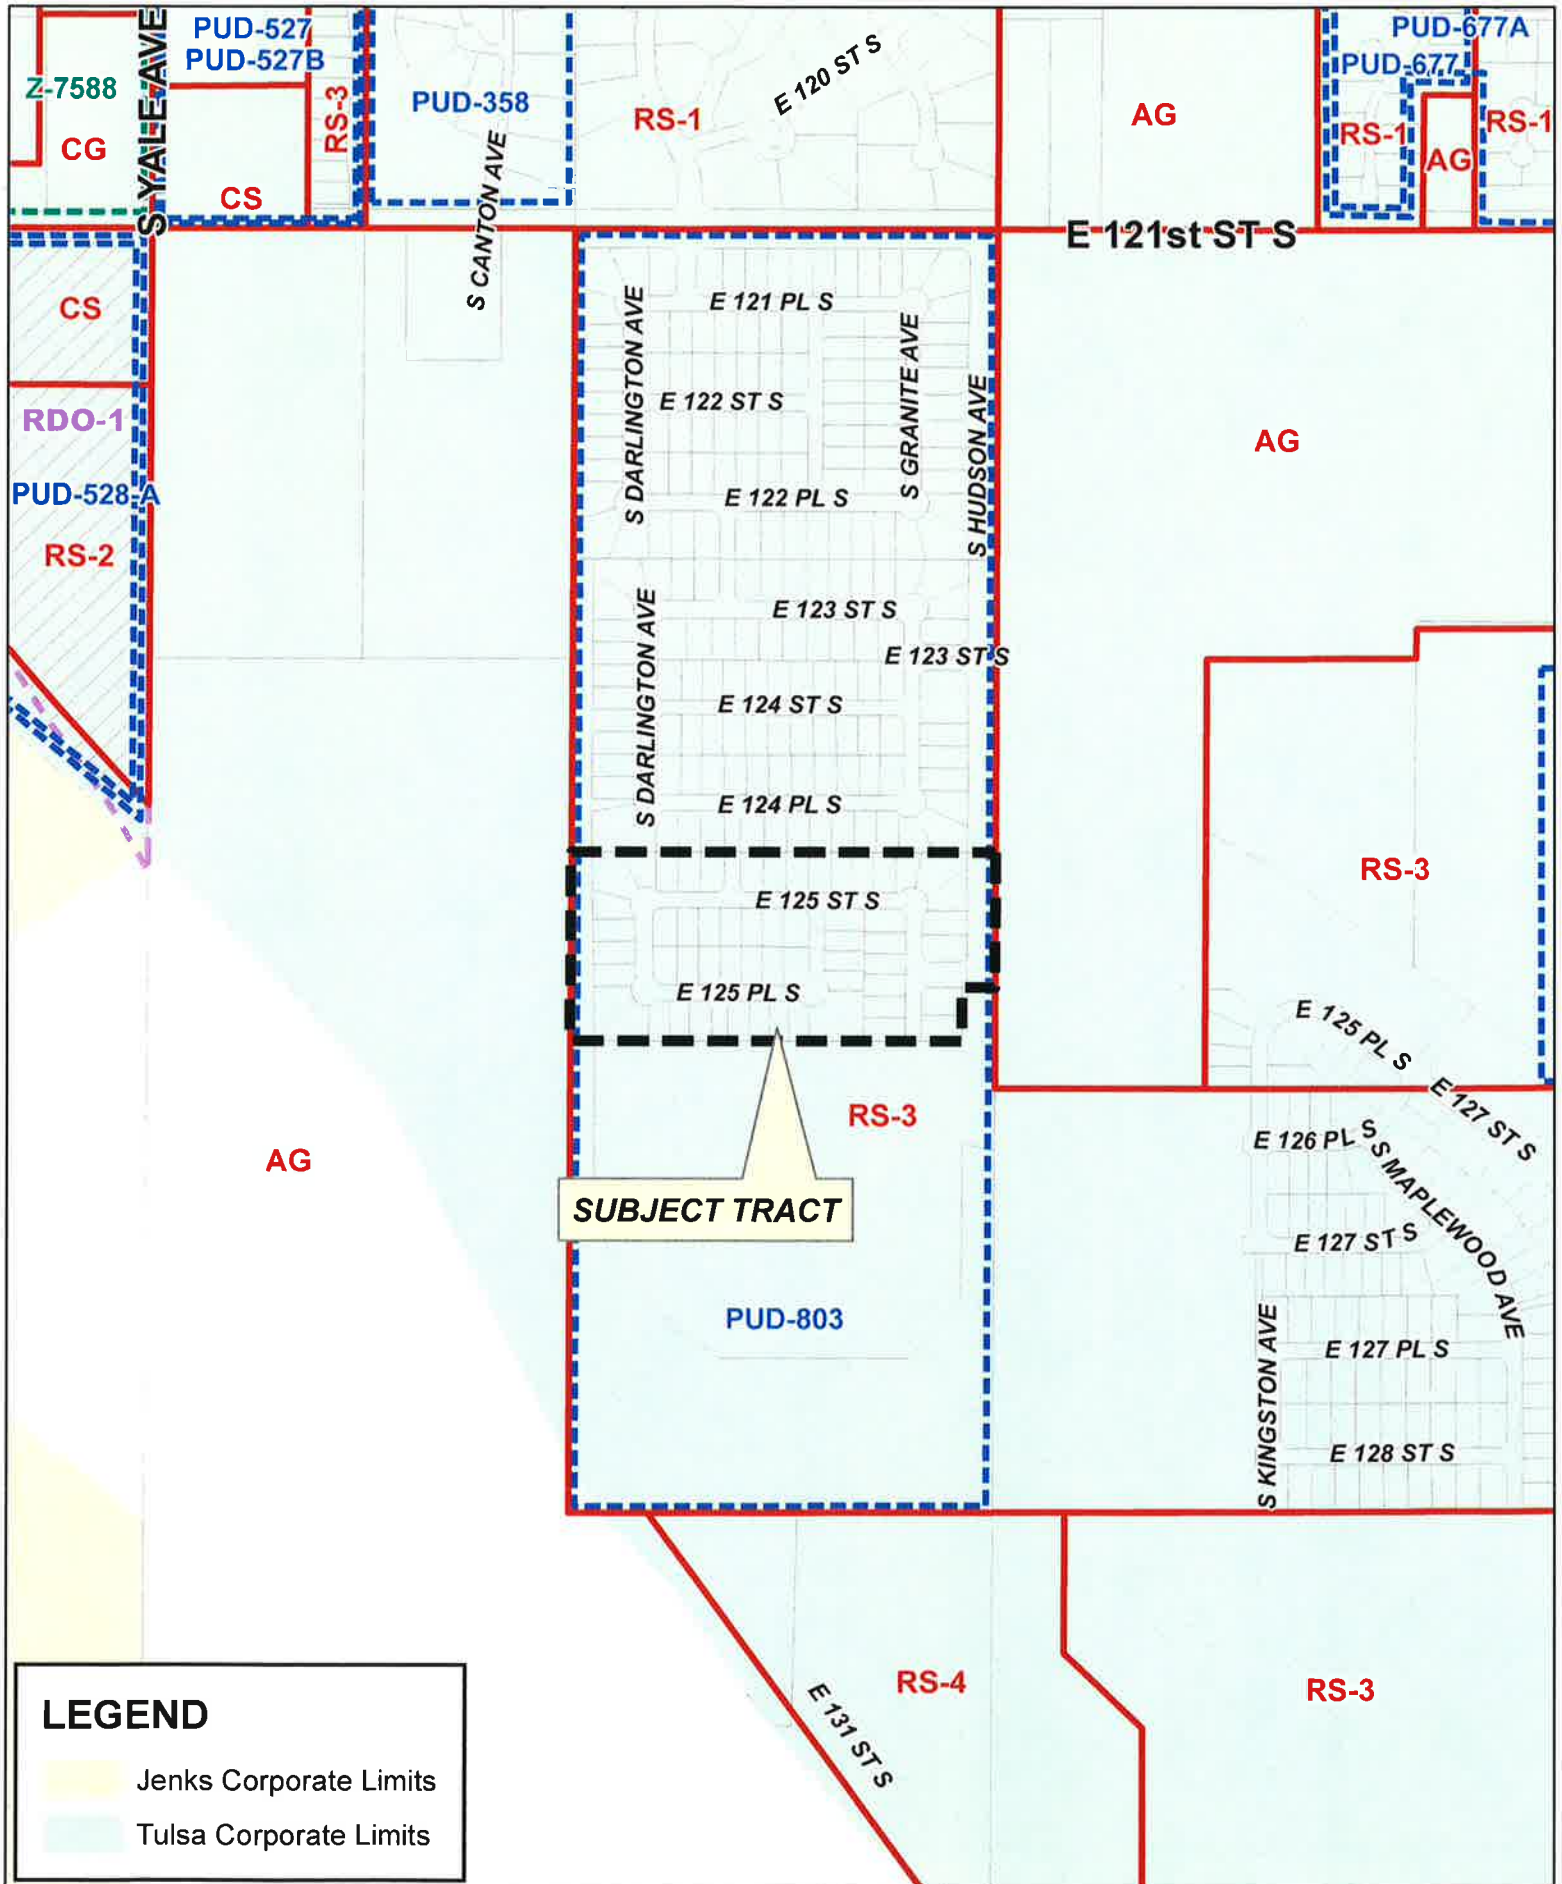 PUD-527
PUD-527B
PUD-677A
PUD-677
Z-7588
CG
S YALE AVE
RS-3
PUD-358
RS-1
E 120 ST S
AG
RS-1
AG
RS-1
CS
S CANTON AVE
E 121st ST S
CS
RDO-1
PUD-528-A
RS-2
E 121 PL S
S DARLINGTON AVE
S GRANITE AVE
E 122 ST S
S HUDSON AVE
E 122 PL S
AG
E 123 ST S
E 123 ST S
S DARLINGTON AVE
E 124 ST S
E 124 PL S
E 125 ST S
E 125 PL S
RS-3
E 125 PL S
E 127 ST S
RS-3
AG
E 126 PL S
S MAPLEWOOD AVE
SUBJECT TRACT
E 127 ST S
PUD-803
S KINGSTON AVE
E 127 PL S
E 128 ST S
RS-4
RS-3
E 131 ST S
LEGEND
Jenks Corporate Limits
Tulsa Corporate Limits